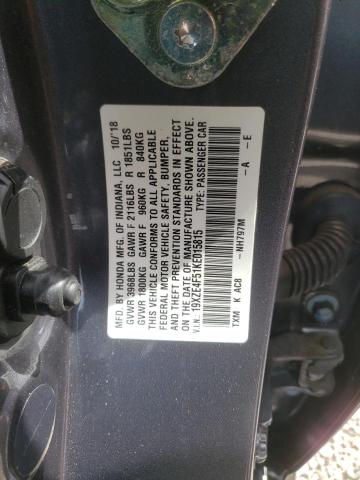 MFD. BY HONDA MFG. OF INDIANA, LLC 10/18
GVWR 3968LBS GAWR F 2116LBS R 1851LBS
GVWR 1800KG GAWR F 960KG R 840KG
THIS VEHICLE CONFORMS TO ALL APPLICABLE
FEDERAL MOTOR VEHICLE SAFETY, BUMPER,
AND THEFT PREVENTION STANDARDS IN EFFECT
ON THE DATE OF MANUFACTURE SHOWN ABOVE.
V.I.N.: 19XZE4F51KE015815 TYPE: PASSENGER CAR
TXM K AC8 -NH797M -A -E